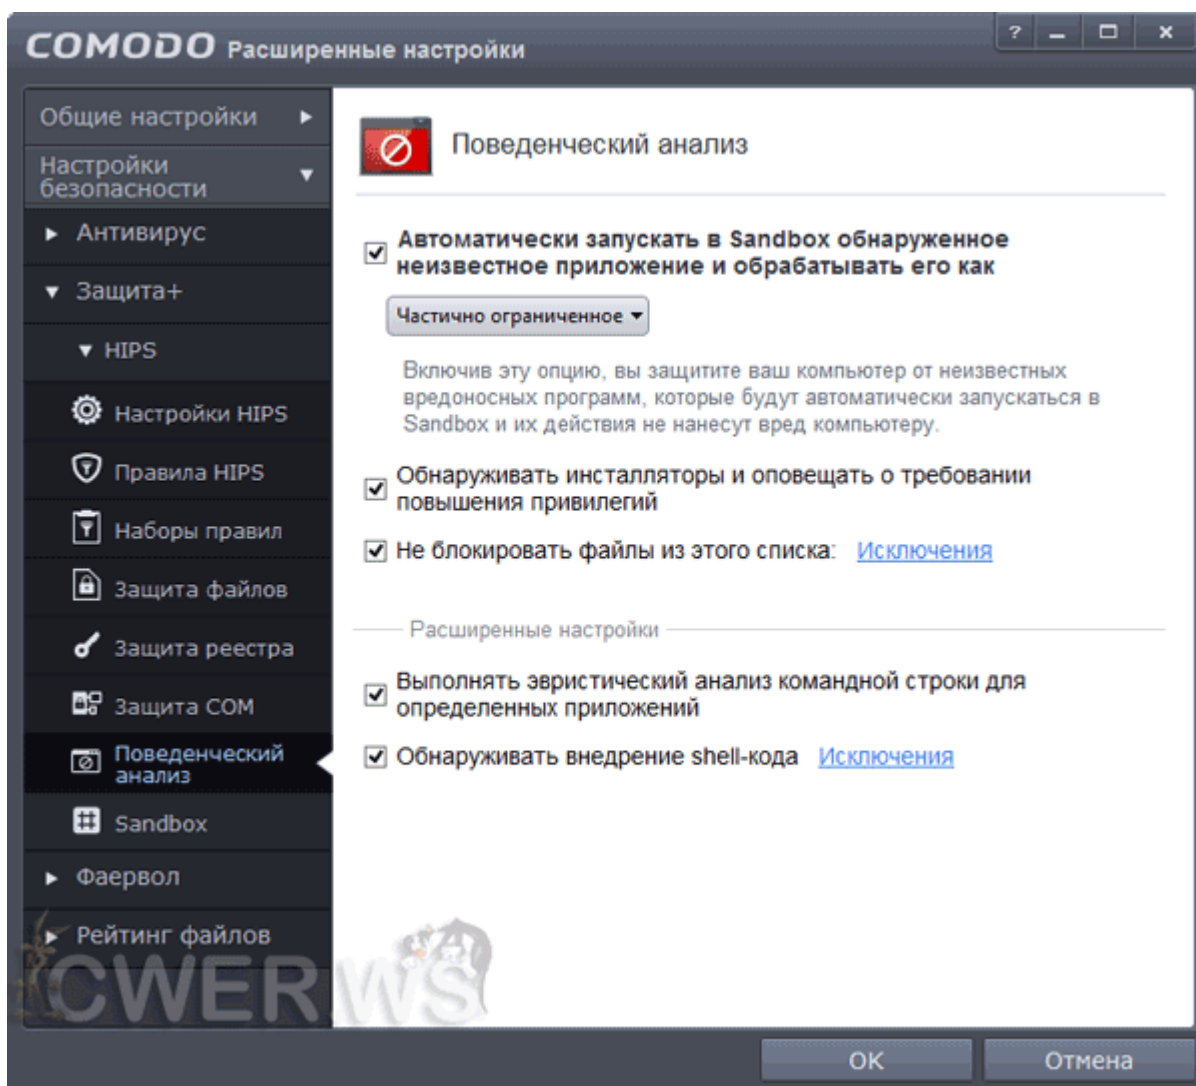 COMODO Расширенные настройки
Общие настройки
Настройки
безопасности
Антивирус
Защита+
HIPS
Настройки HIPS
Правила HIPS
Наборы правил
Защита файлов
Защита реестра
Защита COM
Поведенческий
анализ
Sandbox
Фаервол
Рейтинг файлов
Поведенческий анализ
Автоматически запускать в Sandbox обнаруженное
неизвестное приложение и обрабатывать его как
Частично ограниченное
Включив эту опцию, вы защитите ваш компьютер от неизвестных
вредоносных программ, которые будут автоматически запускаться в
Sandbox и их действия не нанесут вред компьютеру.
Обнаруживать инсталляторы и оповещать о требовании
повышения привилегий
Не блокировать файлы из этого списка: Исключения
Расширенные настройки
Выполнять эвристический анализ командной строки для
определенных приложений
Обнаруживать внедрение shell-кода Исключения
CWER.WS
OK
Отмена